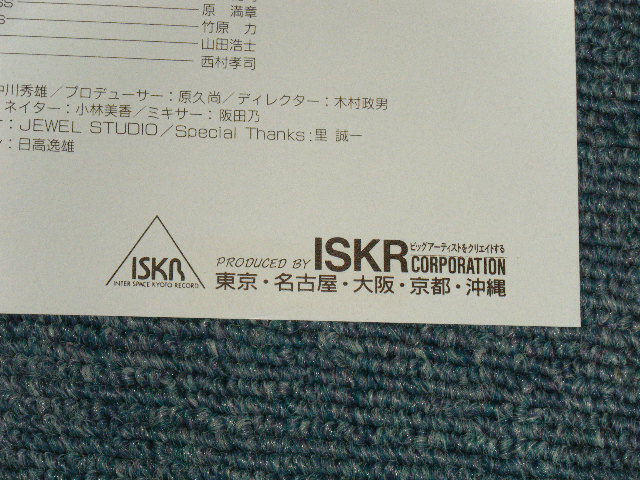 ss
原 満章
s
竹原 力
山田浩士
西村孝司
中川秀雄／プロデューサー：原久尚／ディレクター：木村政男
ネイター：小林美香／ミキサー：阪田乃
：JEWEL STUDIO／Special Thanks：里 誠一
：日高逸雄
ISKR
INTER SPACE KYOTO RECORD
PRODUCED BY ISKR CORPORATION
ビッグアーティストをクリエイトする
東京・名古屋・大阪・京都・沖縄